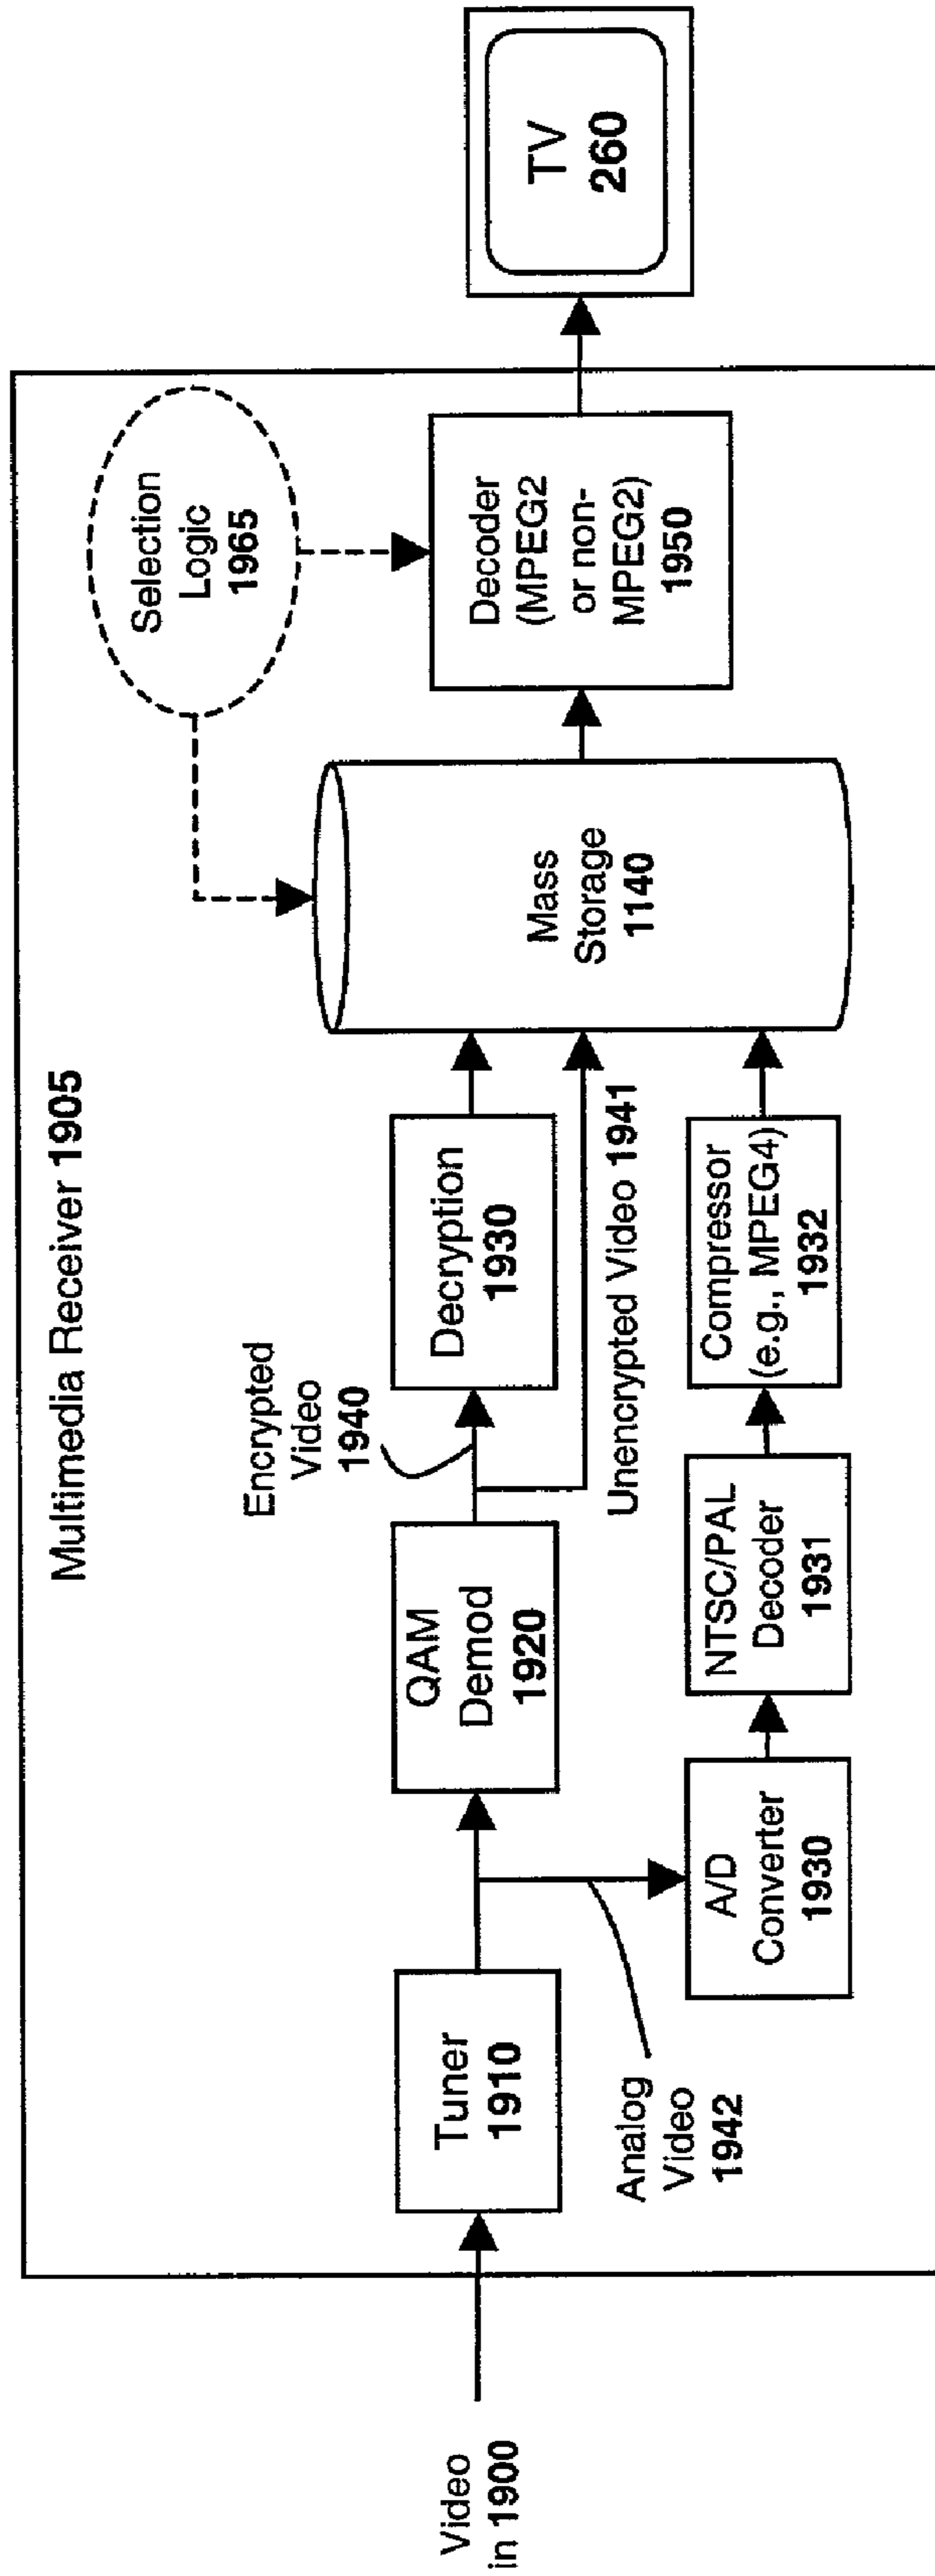 Multimedia Receiver 1905
Video
in 1900
Tuner
1910
Analog
Video
1942
QAM
Demod
1920
A/D
Converter
1930
Encrypted
Video
1940
Decryption
1930
Unencrypted Video 1941
NTSC/PAL
Decoder
1931
Compressor
(e.g., MPEG4)
1932
Mass
Storage
1140
Selection
Logic
1965
Decoder
(MPEG2
or non-
MPEG2)
1950
TV
260